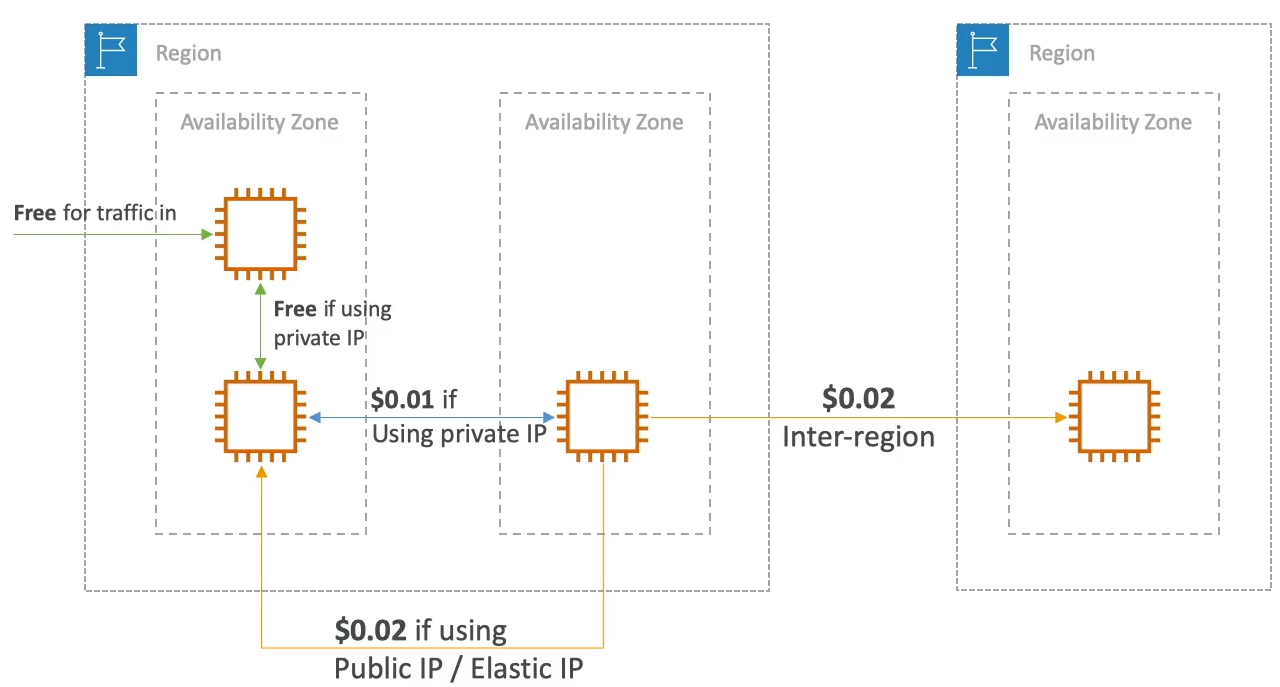 Region
Region
Availability Zone
Availability Zone
Availability Zone
Free for traffic in
Free if using
private IP
$0.01 if
Using private IP
$0.02
Inter-region
$0.02 if using
Public IP / Elastic IP